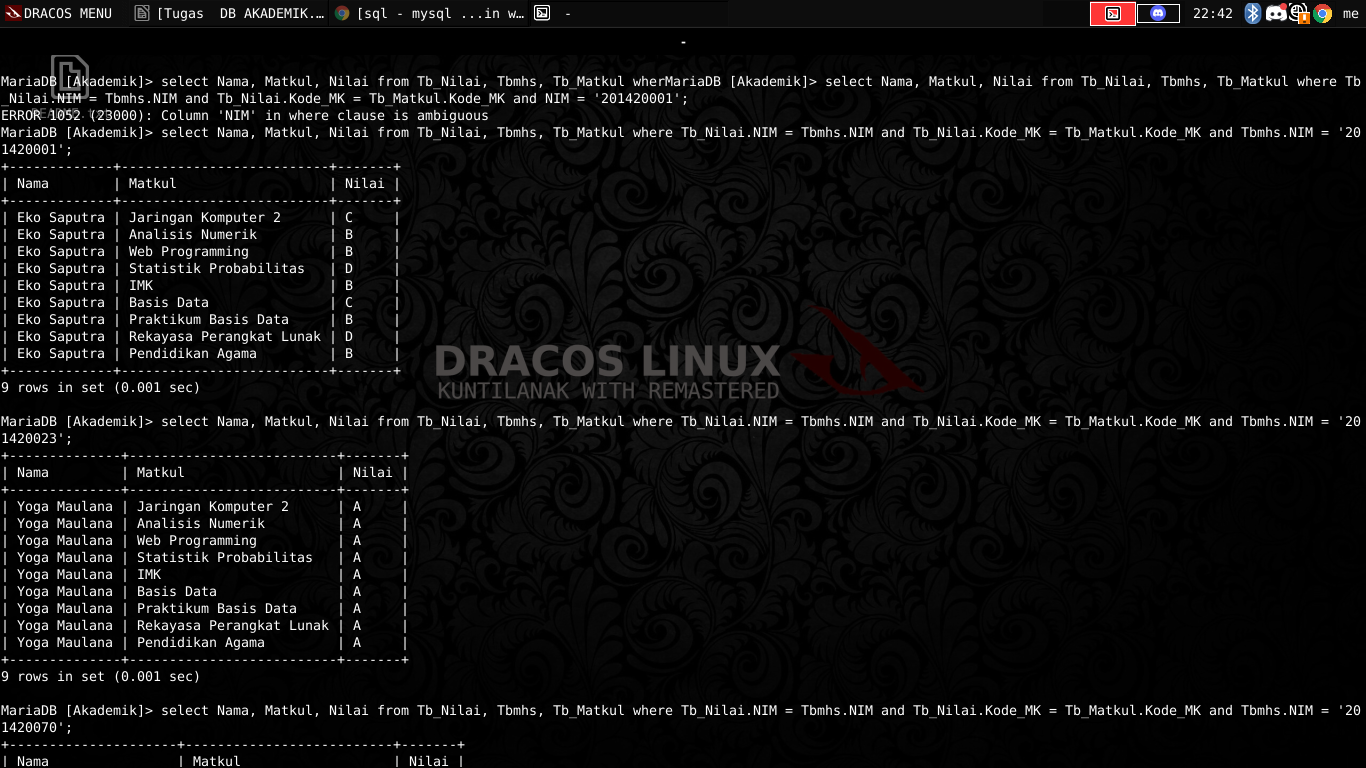 DRACOS MENU [Tugas  DB AKADEMIK.... [sql - mysql ...in w... - 22:42 me
-
MariaDB [Akademik]> select Nama, Matkul, Nilai from Tb_Nilai, Tbmhs, Tb_Matkul wherMariaDB [Akademik]> select Nama, Matkul, Nilai from Tb_Nilai, Tbmhs, Tb_Matkul where Tb
_Nilai.NIM = Tbmhs.NIM and Tb_Nilai.Kode_MK = Tb_Matkul.Kode_MK and NIM = '201420001';
ERROR 1052 (23000): Column 'NIM' in where clause is ambiguous
MariaDB [Akademik]> select Nama, Matkul, Nilai from Tb_Nilai, Tbmhs, Tb_Matkul where Tb_Nilai.NIM = Tbmhs.NIM and Tb_Nilai.Kode_MK = Tb_Matkul.Kode_MK and Tbmhs.NIM = '20
1420001';
+-------------+--------------------------+-------+
| Nama        | Matkul                   | Nilai |
+-------------+--------------------------+-------+
| Eko Saputra | Jaringan Komputer 2      | C     |
| Eko Saputra | Analisis Numerik         | B     |
| Eko Saputra | Web Programming          | B     |
| Eko Saputra | Statistik Probabilitas   | D     |
| Eko Saputra | IMK                      | B     |
| Eko Saputra | Basis Data               | C     |
| Eko Saputra | Praktikum Basis Data     | B     |
| Eko Saputra | Rekayasa Perangkat Lunak | D     |
| Eko Saputra | Pendidikan Agama         | B     |
+-------------+--------------------------+-------+
9 rows in set (0.001 sec)
DRACOS LINUX
KUNTILANAK WITH REMASTERED
MariaDB [Akademik]> select Nama, Matkul, Nilai from Tb_Nilai, Tbmhs, Tb_Matkul where Tb_Nilai.NIM = Tbmhs.NIM and Tb_Nilai.Kode_MK = Tb_Matkul.Kode_MK and Tbmhs.NIM = '20
1420023';
+--------------+--------------------------+-------+
| Nama         | Matkul                   | Nilai |
+--------------+--------------------------+-------+
| Yoga Maulana | Jaringan Komputer 2      | A     |
| Yoga Maulana | Analisis Numerik         | A     |
| Yoga Maulana | Web Programming          | A     |
| Yoga Maulana | Statistik Probabilitas   | A     |
| Yoga Maulana | IMK                      | A     |
| Yoga Maulana | Basis Data               | A     |
| Yoga Maulana | Praktikum Basis Data     | A     |
| Yoga Maulana | Rekayasa Perangkat Lunak | A     |
| Yoga Maulana | Pendidikan Agama         | A     |
+--------------+--------------------------+-------+
9 rows in set (0.001 sec)
MariaDB [Akademik]> select Nama, Matkul, Nilai from Tb_Nilai, Tbmhs, Tb_Matkul where Tb_Nilai.NIM = Tbmhs.NIM and Tb_Nilai.Kode_MK = Tb_Matkul.Kode_MK and Tbmhs.NIM = '20
1420070';
+---------------------+--------------------------+-------+
| Nama                | Matkul                   | Nilai |